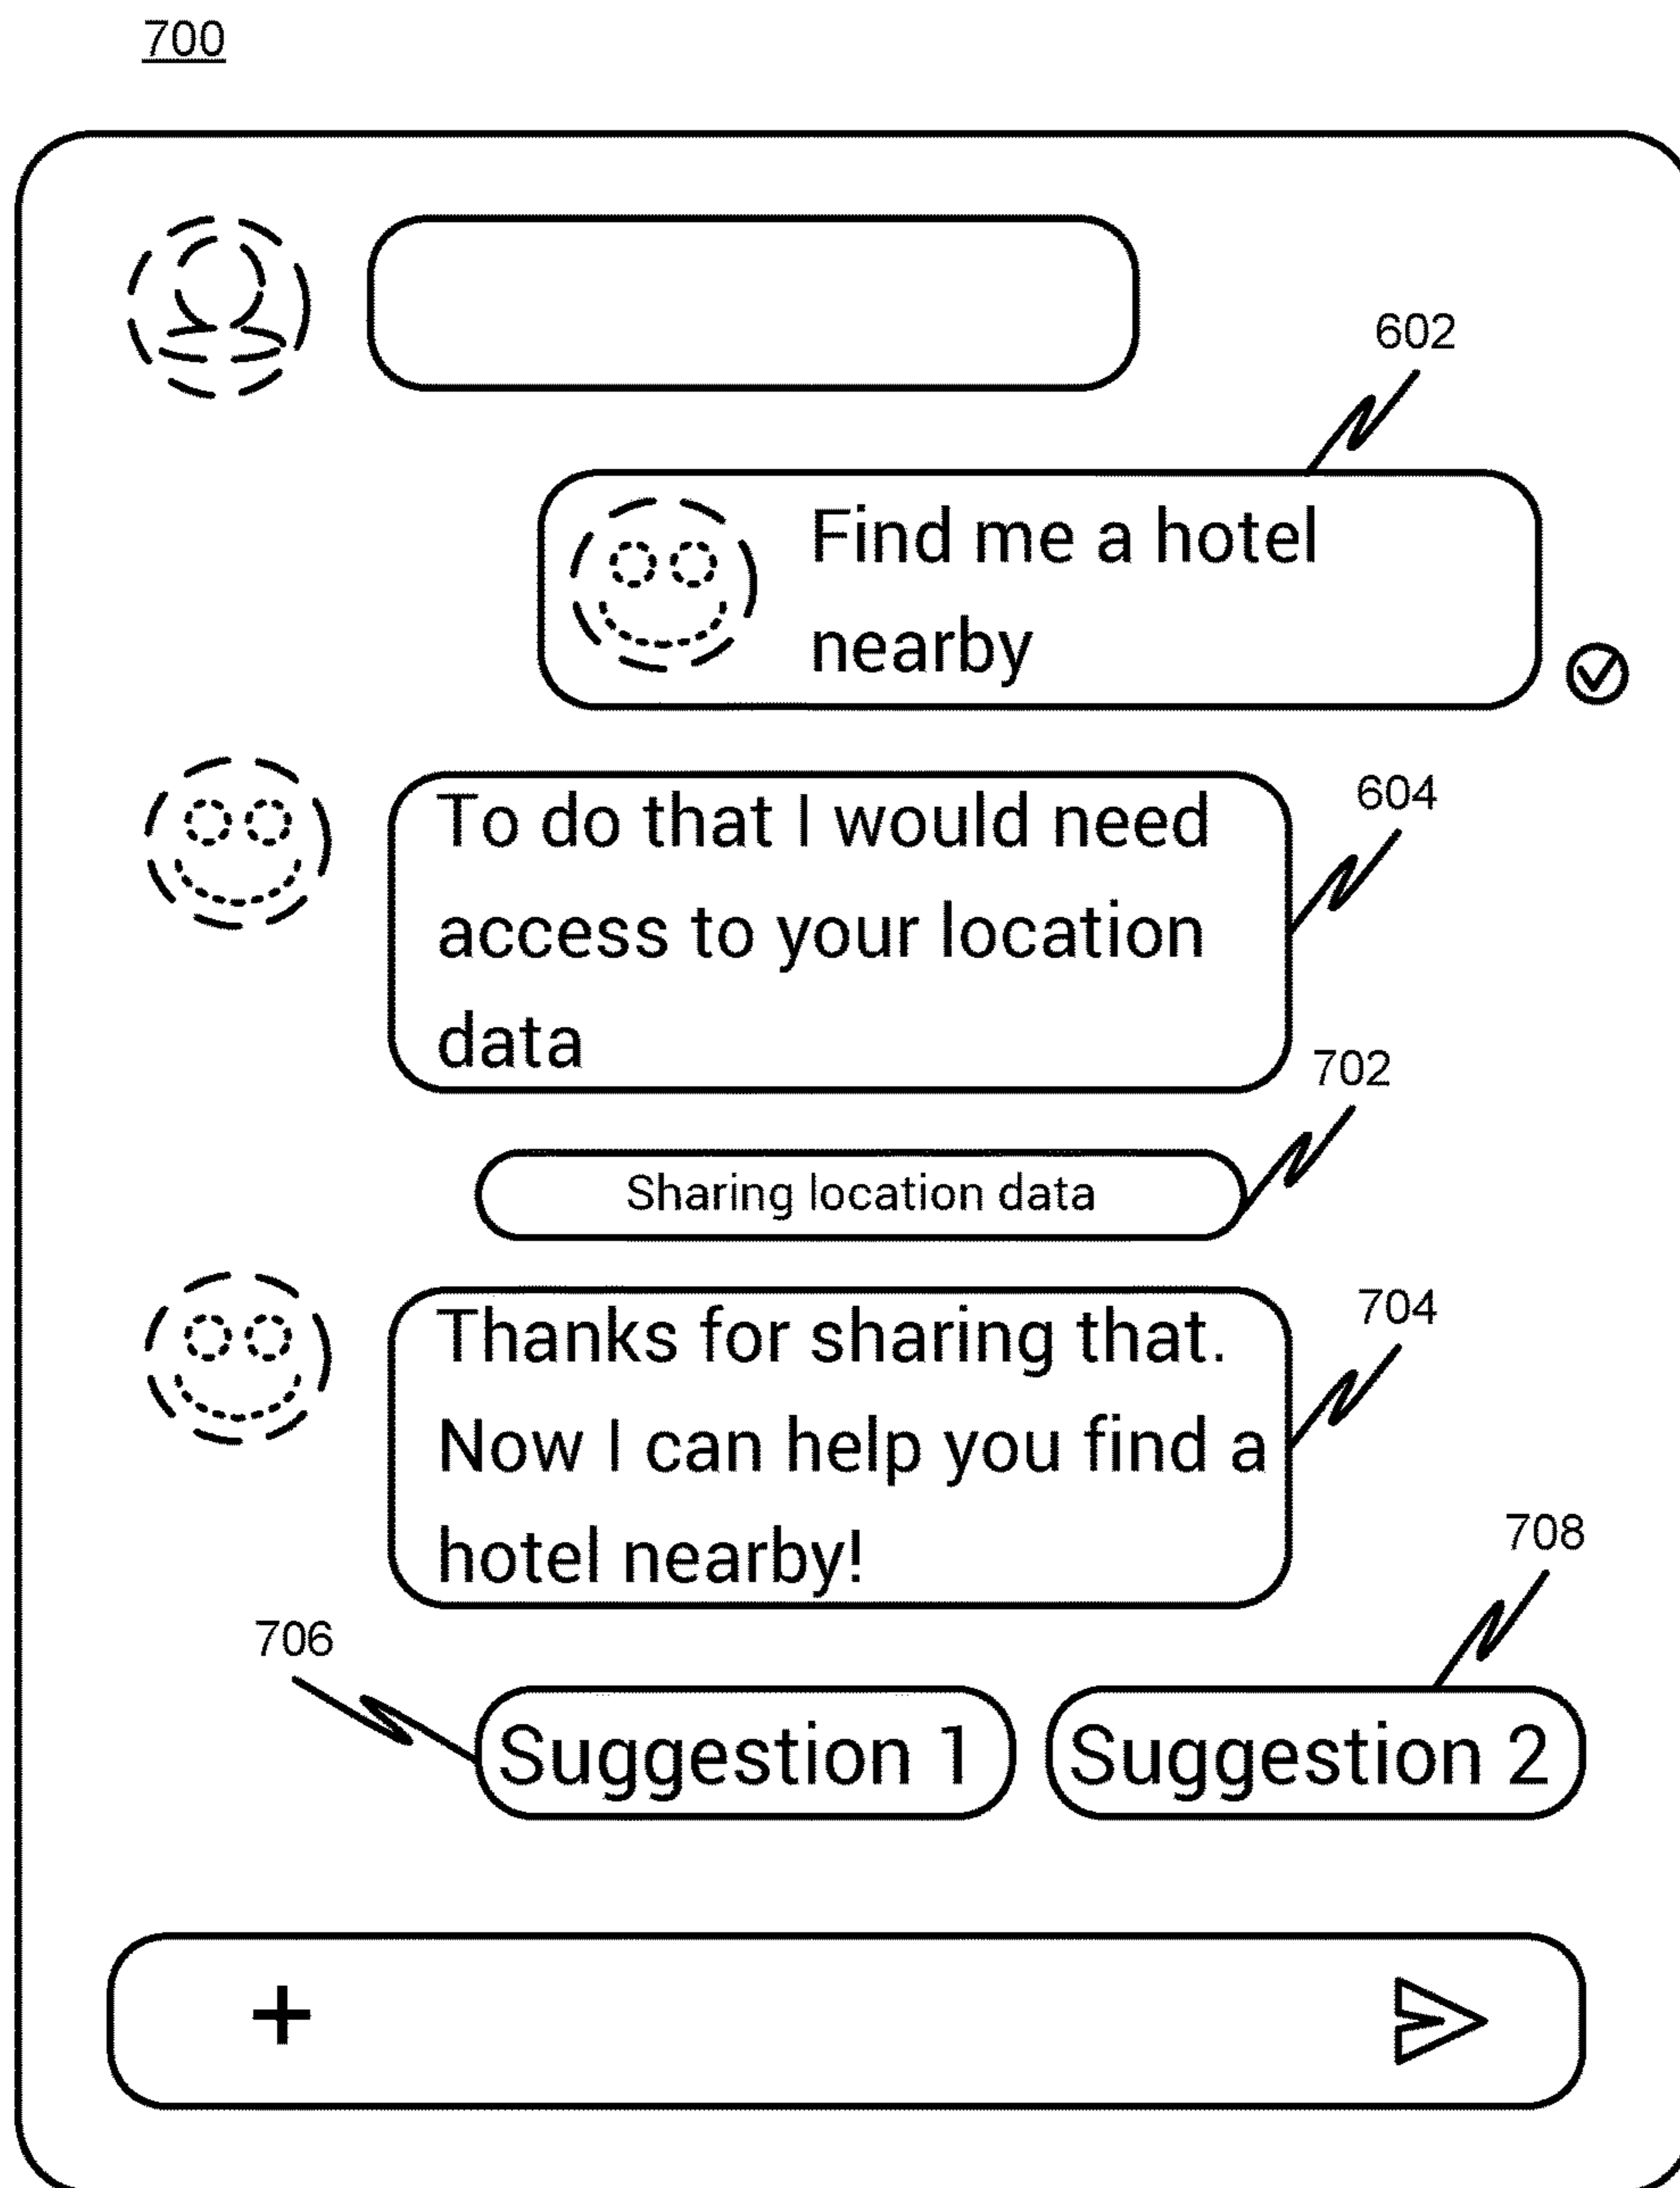 700
602
Find me a hotel
nearby
604
To do that I would need
access to your location
data
702
Sharing location data
704
Thanks for sharing that.
Now I can help you find a
hotel nearby!
708
706
Suggestion 1
Suggestion 2
+